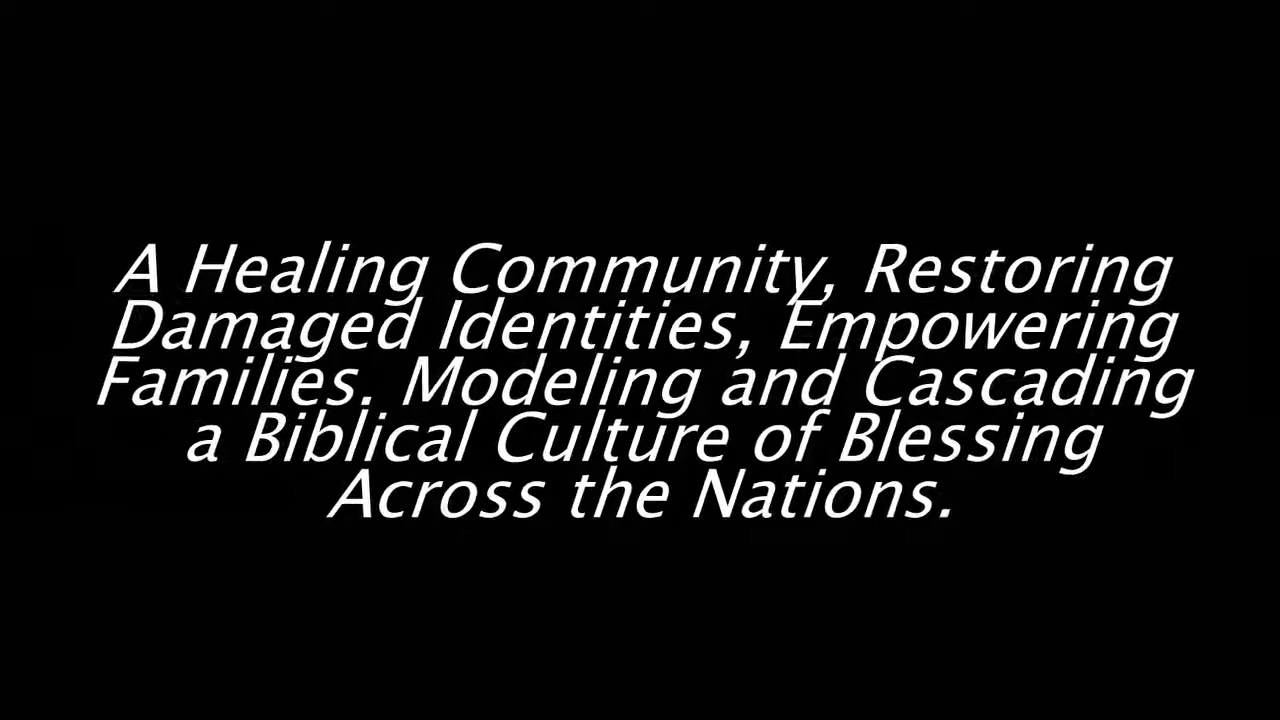 A Healing Community, Restoring
Damaged Identities, Empowering
Families. Modeling and Cascading
a Biblical Culture of Blessing
Across the Nations.